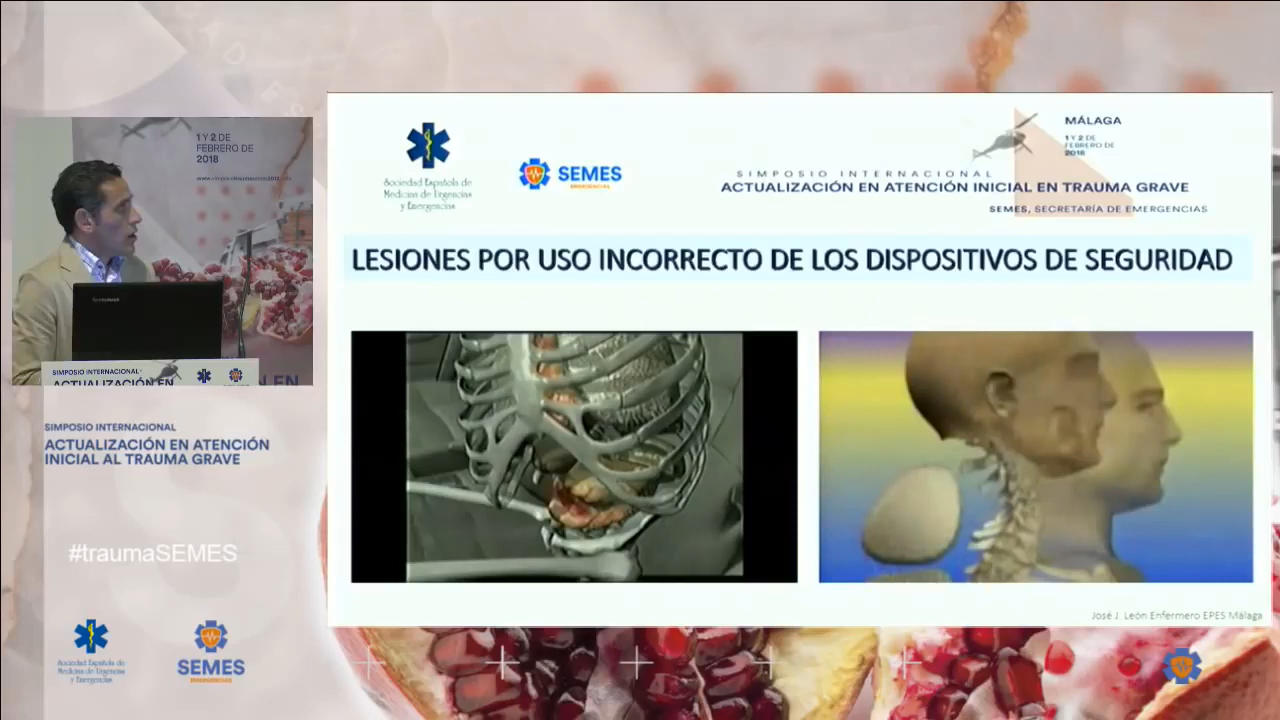 1 Y 2 DE
FEBRERO DE
2018
SIMPOSIO INTERNACIONAL
ACTUALIZACIÓN EN
SIMPOSIO INTERNACIONAL
ACTUALIZACIÓN EN ATENCIÓN
INICIAL AL TRAUMA GRAVE
#traumaSEMES
Sociedad Española de
Medicina de Urgencias
y Emergencias
SEMES
EMERGENCIAS
Sociedad Española de
Medicina de Urgencias
y Emergencias
SEMES
EMERGENCIAS
MÁLAGA
1 Y 2 DE
FEBRERO DE
2018
SIMPOSIO INTERNACIONAL
ACTUALIZACIÓN EN ATENCIÓN INICIAL EN TRAUMA GRAVE
SEMES, SECRETARÍA DE EMERGENCIAS
LESIONES POR USO INCORRECTO DE LOS DISPOSITIVOS DE SEGURIDAD
José J. León Enfermero EPES Málaga